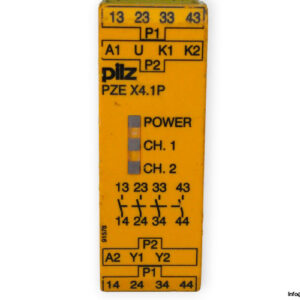 13 23 33 43
P1
A1 U K1 K2
P2
pilz
PZE X4.1P
POWER
CH. 1
CH. 2
13 23 33 43
14 24 34 44
91578
P2
A2 Y1 Y2
P1
14 24 34 44